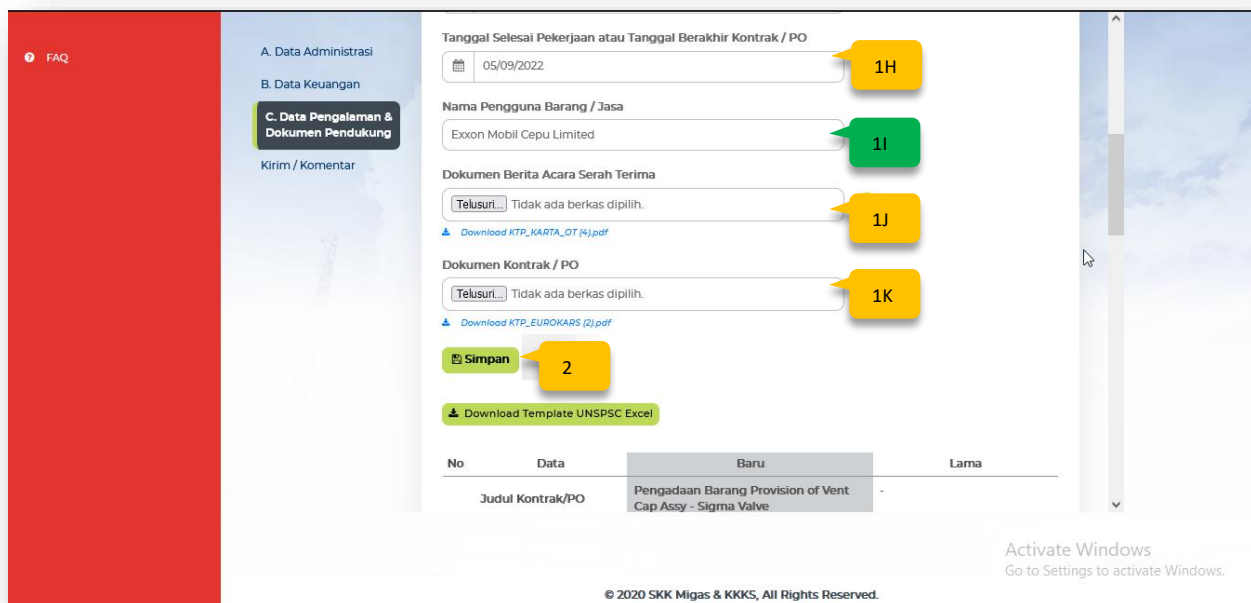 FAQ
A. Data Administrasi
B. Data Keuangan
C. Data Pengalaman &
Dokumen Pendukung
Kirim / Komentar
Tanggal Selesai Pekerjaan atau Tanggal Berakhir Kontrak / PO
05/09/2022
1H
Nama Pengguna Barang / Jasa
Exxon Mobil Cepu Limited
1I
Dokumen Berita Acara Serah Terima
Telusuri... Tidak ada berkas dipilih.
1J
Download KTP_KARTA_OT (4).pdf
Dokumen Kontrak / PO
Telusuri... Tidak ada berkas dipilih.
1K
Download KTP_EUROKARS (2).pdf
Simpan
2
Download Template UNSPSC Excel
No Data Baru Lama
Judul Kontrak/PO Pengadaan Barang Provision of Vent -
Cap Assy - Sigma Valve
Activate Windows
Go to Settings to activate Windows.
© 2020 SKK Migas & KKKS, All Rights Reserved.